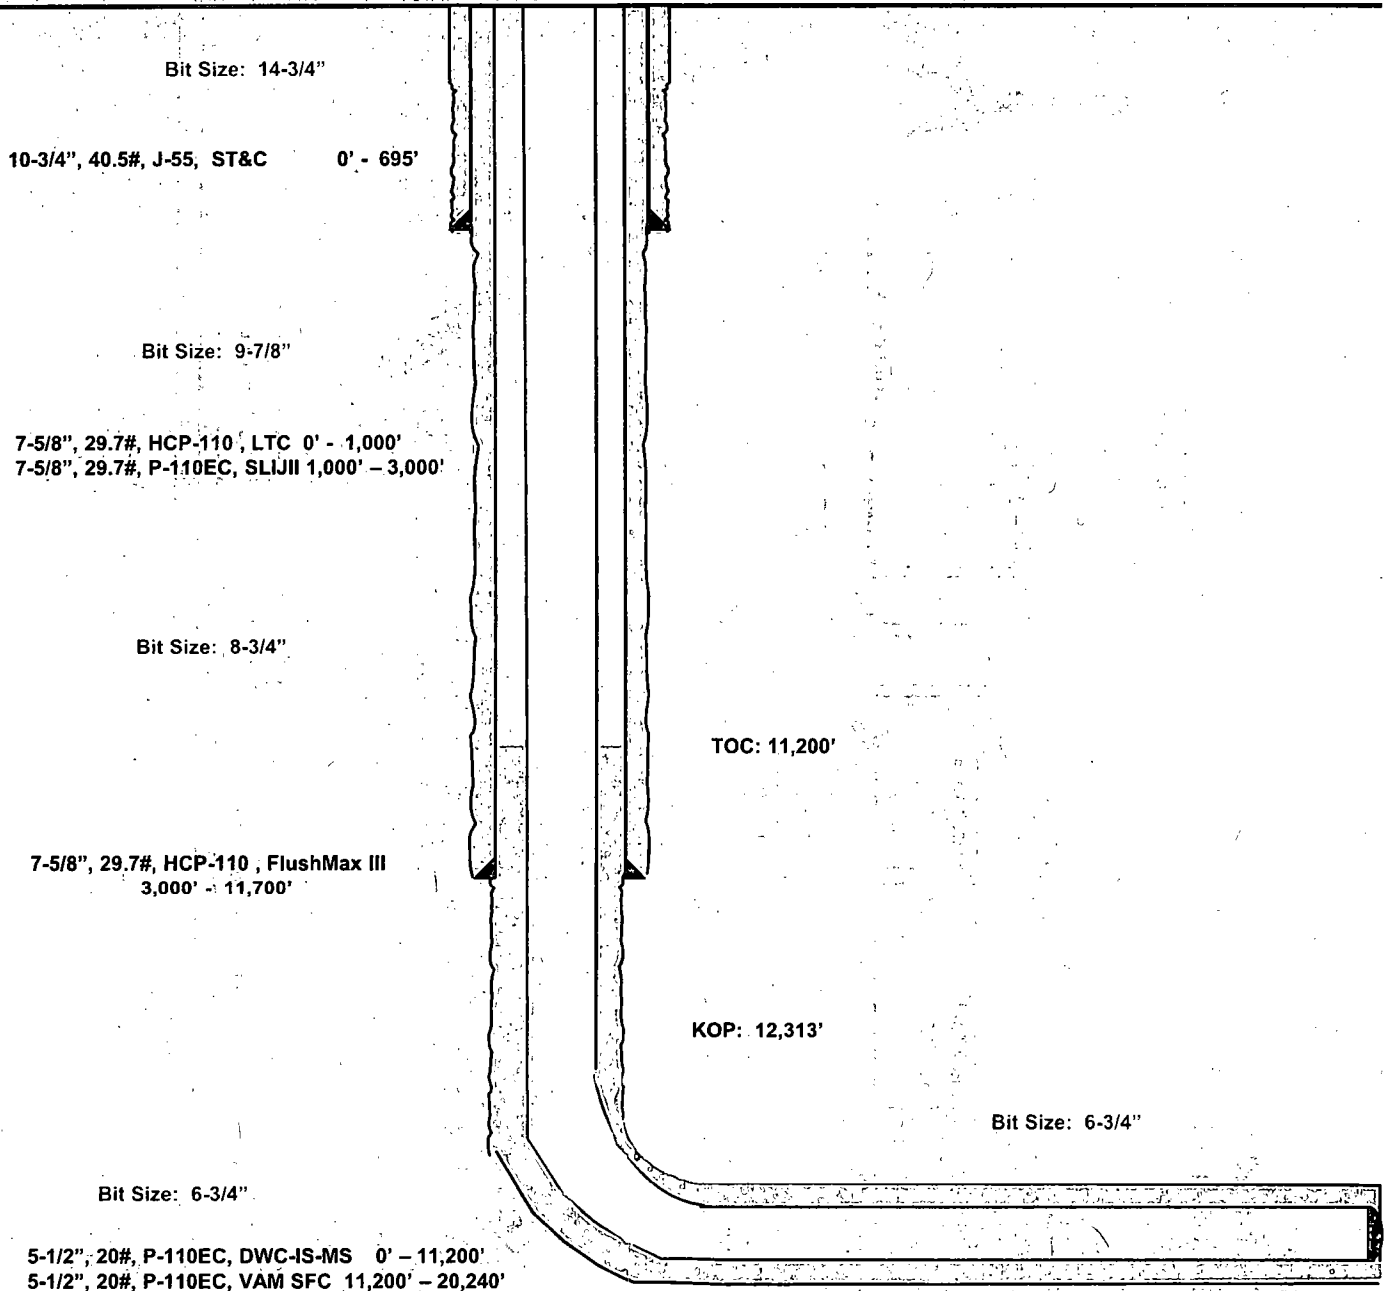 Bit Size: 14-3/4"
10-3/4", 40.5#, J-55, ST&C 0' - 695'
Bit Size: 9-7/8"
7-5/8", 29.7#, HCP-110 , LTC 0' - 1,000'
7-5/8", 29.7#, P-110EC, SLIJII 1,000' – 3,000'
Bit Size: 8-3/4"
TOC: 11,200'
7-5/8", 29.7#, HCP-110 , FlushMax III
3,000' - 11,700'
KOP: 12,313'
Bit Size: 6-3/4"
Bit Size: 6-3/4"
5-1/2", 20#, P-110EC, DWC-IS-MS 0' – 11,200'
5-1/2", 20#, P-110EC, VAM SFC 11,200' – 20,240'